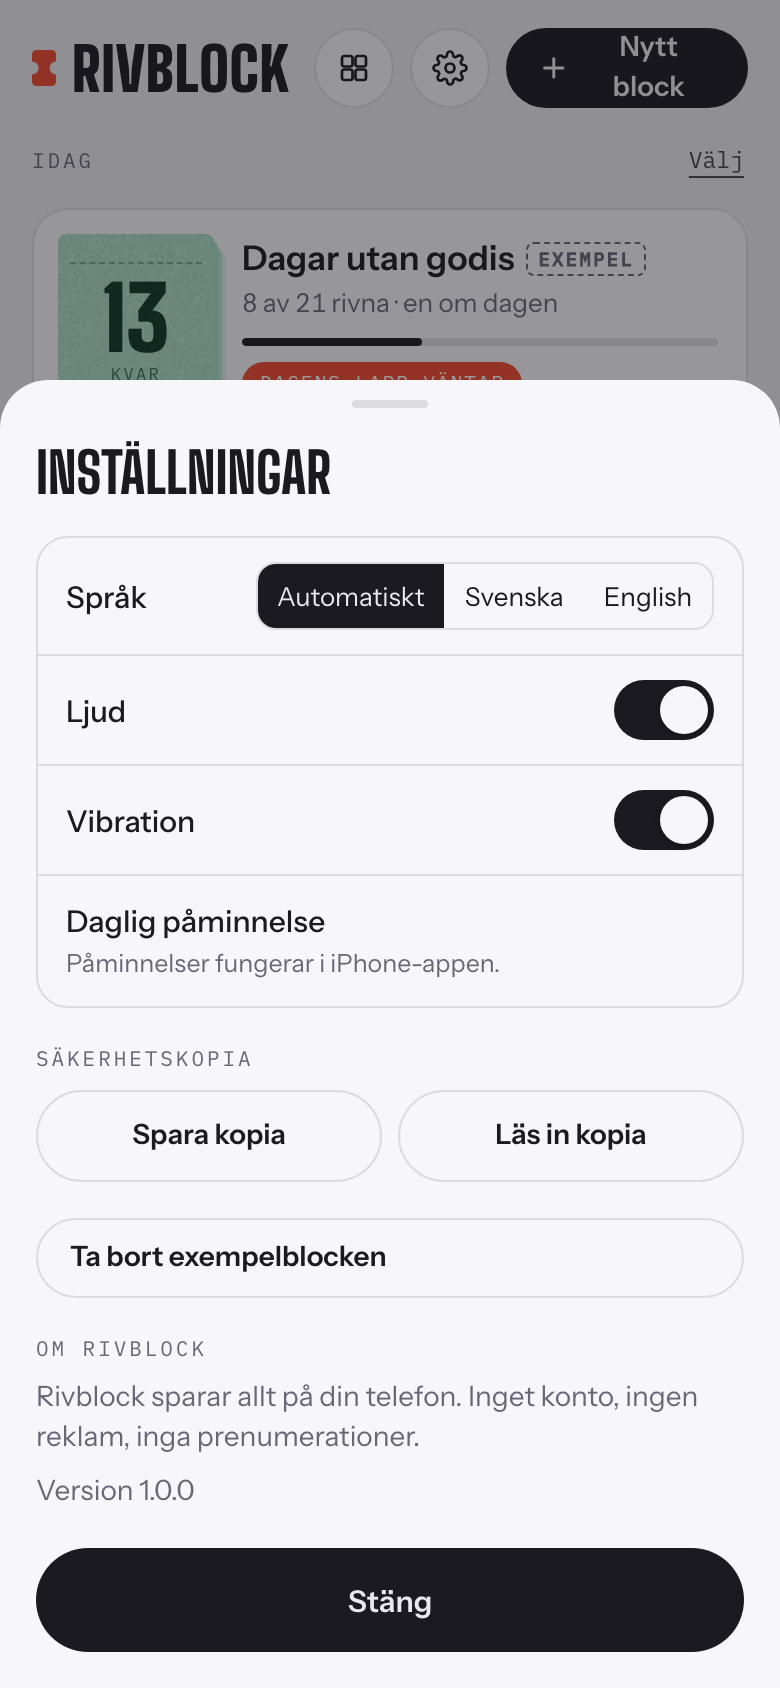 RIVBLOCK
Nytt
block
IDAG
Välj
13
KVAR
Dagar utan godis
EXEMPEL
8 av 21 rivna · en om dagen
INSTÄLLNINGAR
Språk
Automatiskt
Svenska
English
Ljud
Vibration
Daglig påminnelse
Påminnelser fungerar i iPhone-appen.
SÄKERHETSKOPIA
Spara kopia
Läs in kopia
Ta bort exempelblocken
OM RIVBLOCK
Rivblock sparar allt på din telefon. Inget konto, ingen
reklam, inga prenumerationer.
Version 1.0.0
Stäng